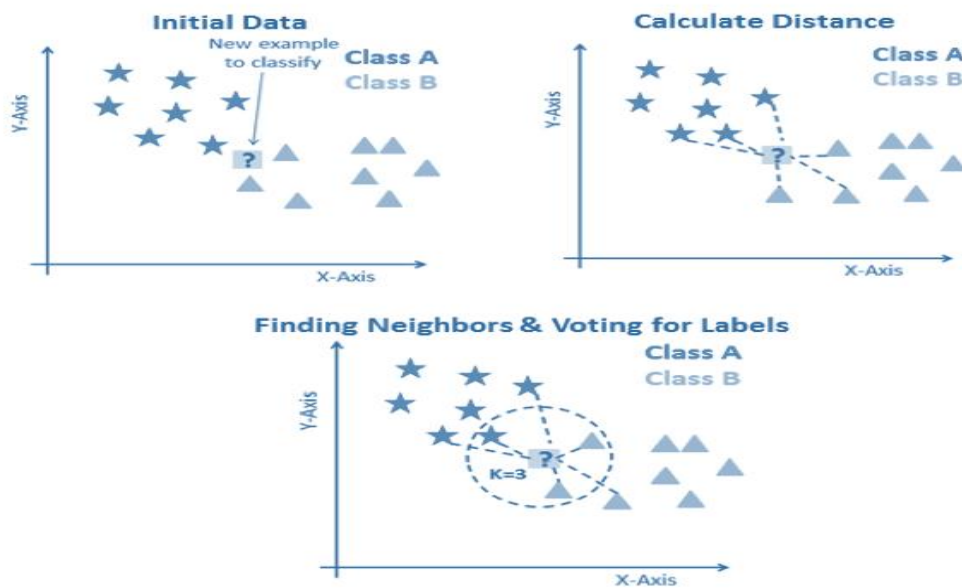 Initial Data
New example
to classify
Class A
Class B
?
Y-Axis
X-Axis
Calculate Distance
Class A
Class B
?
Y-Axis
X-Axis
Finding Neighbors & Voting for Labels
Class A
Class B
?
K=3
Y-Axis
X-Axis